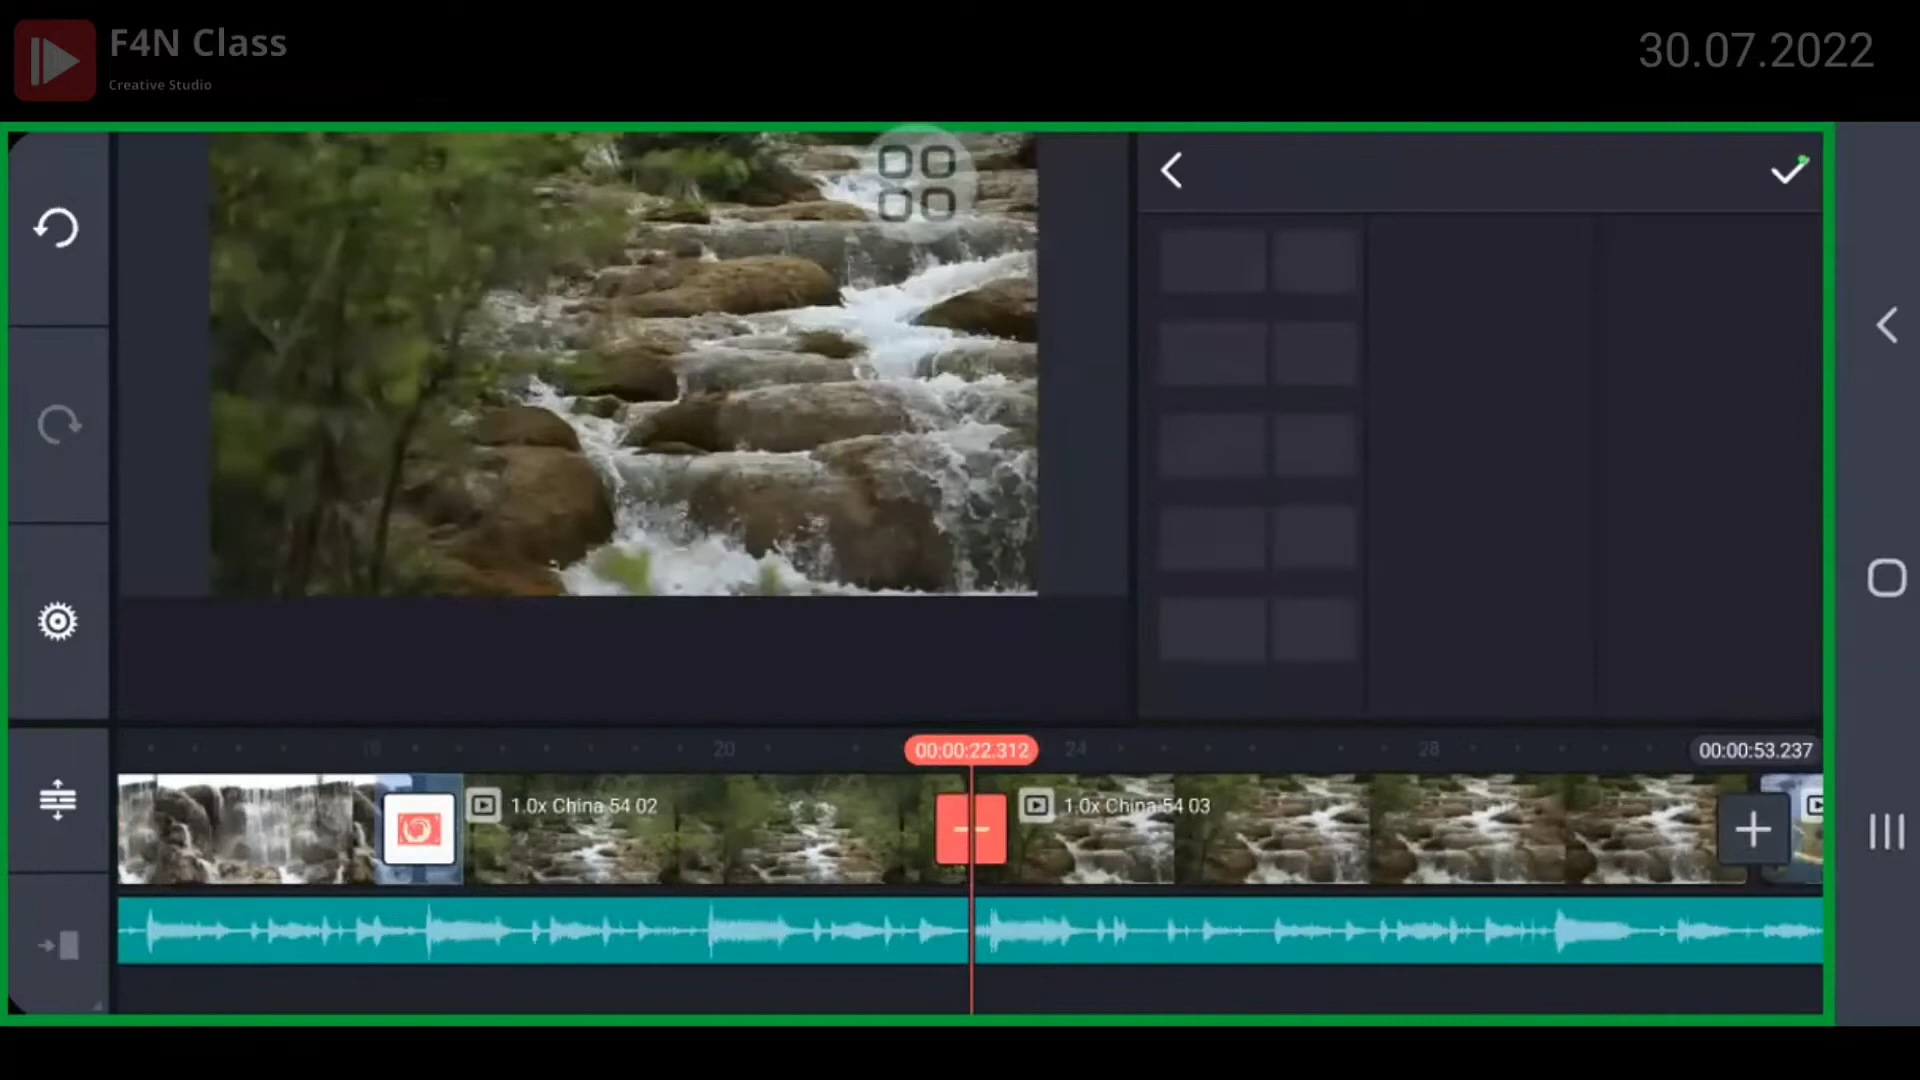 F4N Class
Creative Studio
30.07.2022
20
00:00:22.312
24
28
00:00:53.237
1.0x China 54 02
1.0x China 54 03